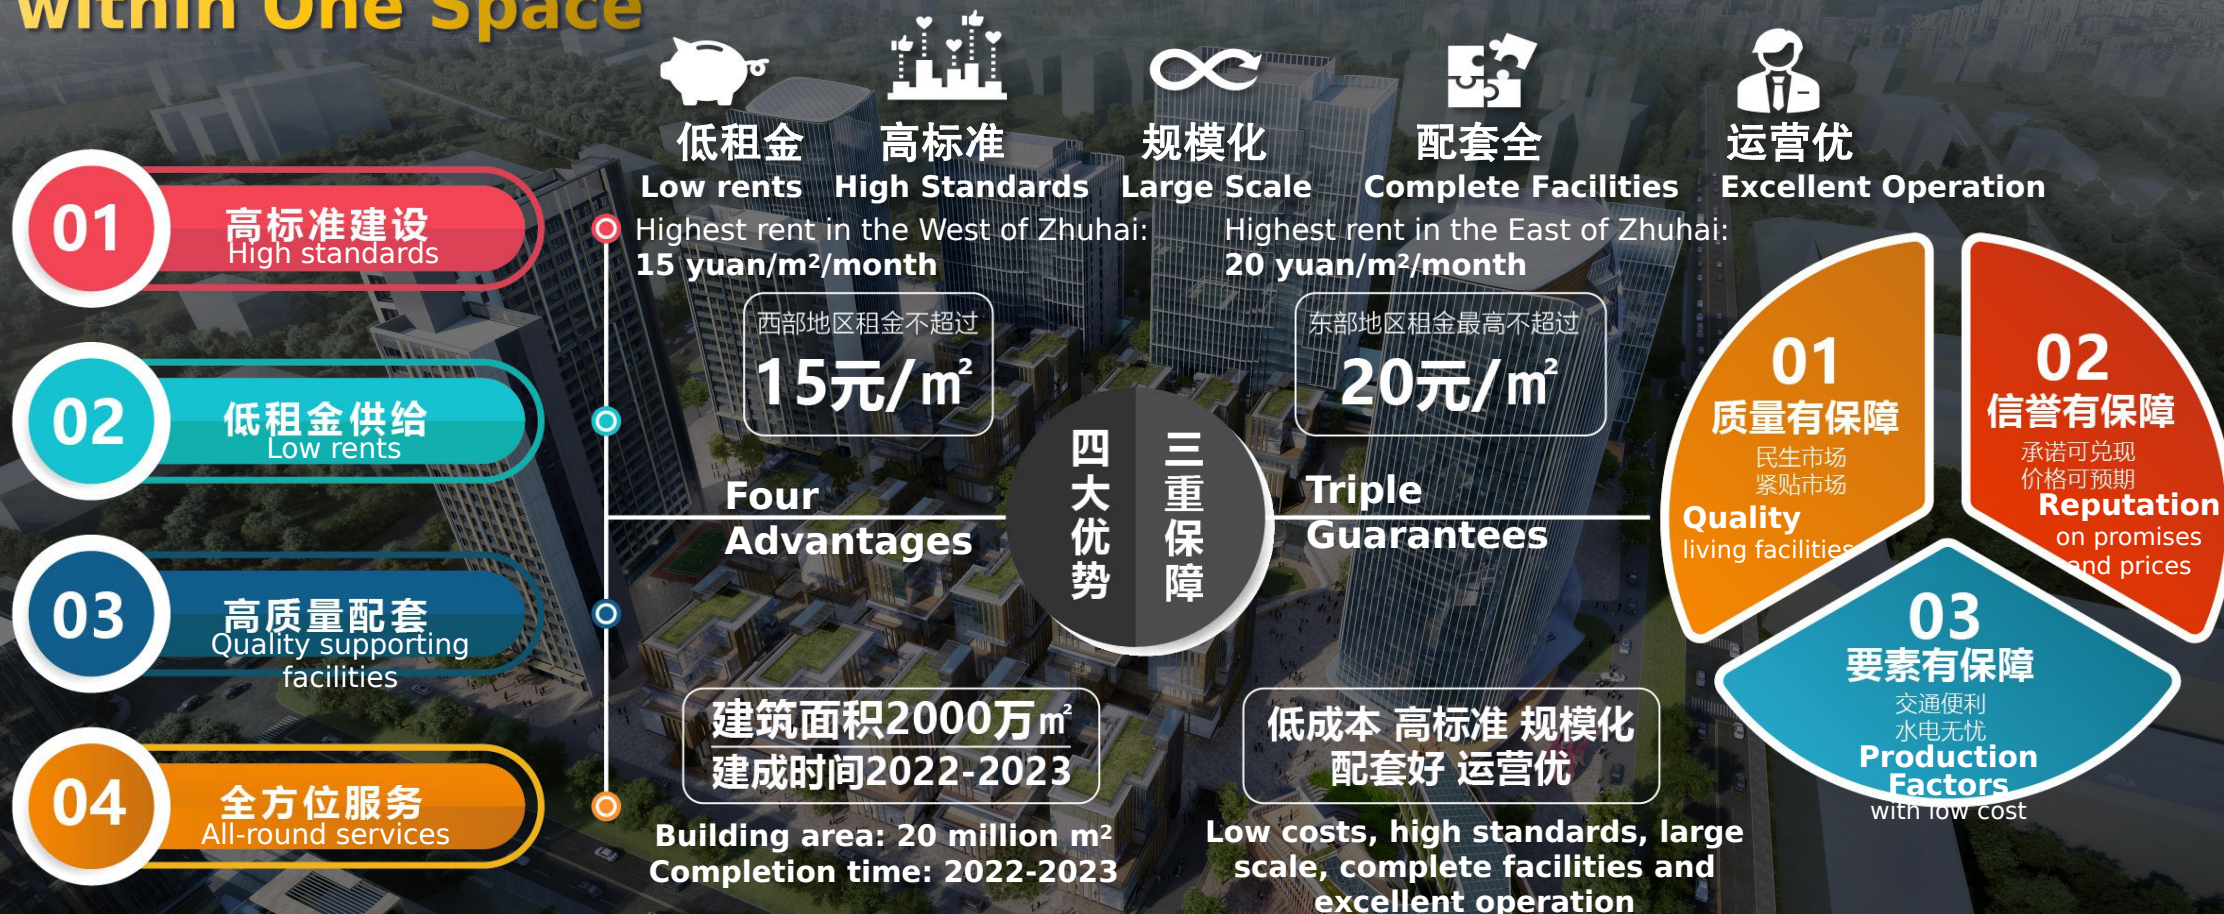 within One Space
低租金
高标准
规模化
配套全
运营优
Low rents
High Standards
Large Scale
Complete Facilities
Excellent Operation
01
高标准建设
High standards
02
低租金供给
Low rents
03
高质量配套
Quality supporting
facilities
04
全方位服务
All-round services
Highest rent in the West of Zhuhai:
15 yuan/m²/month
西部地区租金不超过
15元/㎡
Highest rent in the East of Zhuhai:
20 yuan/m²/month
东部地区租金最高不超过
20元/㎡
Four
Advantages
四大优势
三重保障
Triple
Guarantees
建筑面积2000万㎡
建成时间2022-2023
Building area: 20 million m²
Completion time: 2022-2023
低成本 高标准 规模化
配套好 运营优
Low costs, high standards, large
scale, complete facilities and
excellent operation
01
质量有保障
民生市场
紧贴市场
Quality
living facilities
02
信誉有保障
承诺可兑现
价格可预期
Reputation
on promises
and prices
03
要素有保障
交通便利
水电无忧
Production
Factors
with low cost